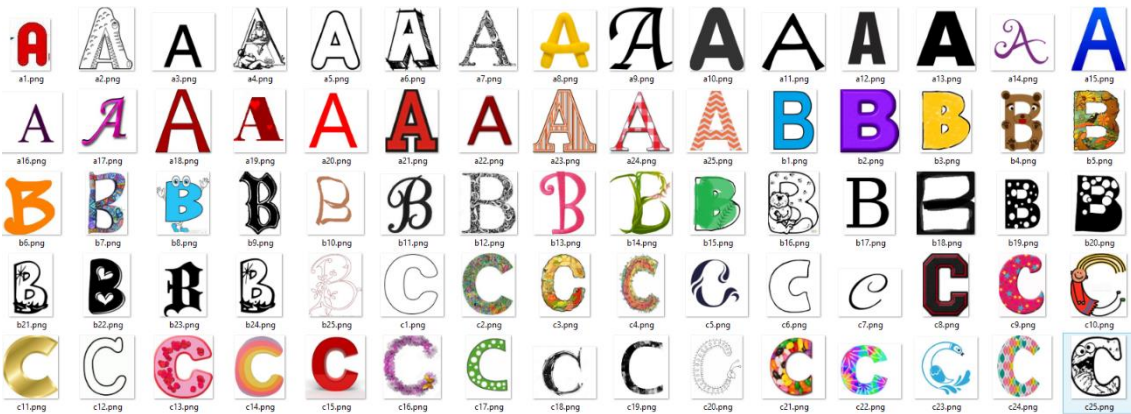 A A A A A A A A A A A A A A A
a1.png a2.png a3.png a4.png a5.png a6.png a7.png a8.png a9.png a10.png a11.png a12.png a13.png a14.png a15.png
A A A A A A A A A A B B B B B
a16.png a17.png a18.png a19.png a20.png a21.png a22.png a23.png a24.png a25.png b1.png b2.png b3.png b4.png b5.png
B B B B B B B B B B B B B B B
b6.png b7.png b8.png b9.png b10.png b11.png b12.png b13.png b14.png b15.png b16.png b17.png b18.png b19.png b20.png
B B B B B C C C C C C C C C C
b21.png b22.png b23.png b24.png b25.png c1.png c2.png c3.png c4.png c5.png c6.png c7.png c8.png c9.png c10.png
C C C C C C C C C C C C C C C
c11.png c12.png c13.png c14.png c15.png c16.png c17.png c18.png c19.png c20.png c21.png c22.png c23.png c24.png c25.png